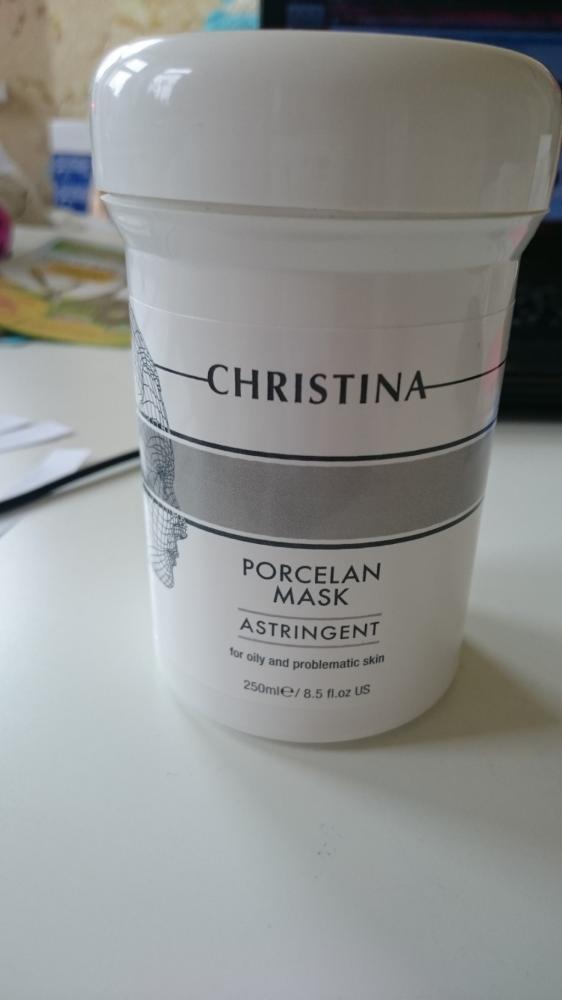 CHRISTINA
PORCELAN
MASK
ASTRINGENT
for oily and problematic skin
250ml℮/ 8.5 fl.oz US